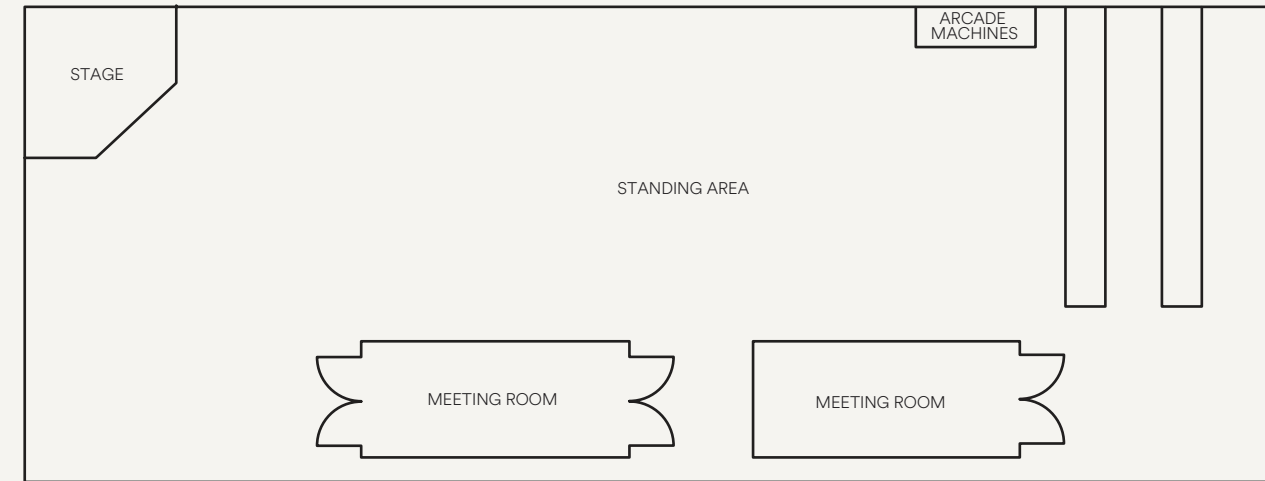 ARCADE
MACHINES
STAGE
STANDING AREA
MEETING ROOM
MEETING ROOM